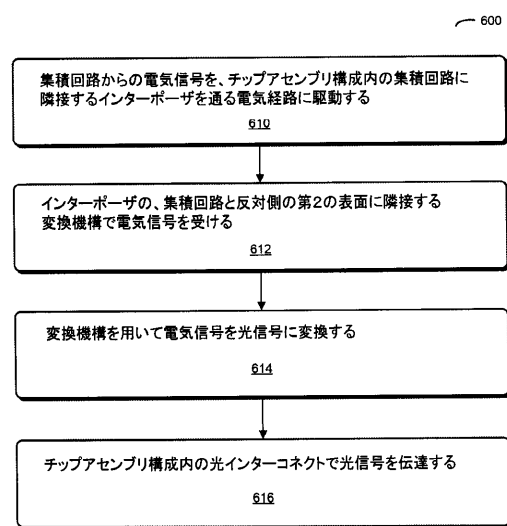 600
集積回路からの電気信号を、チップアセンブリ構成内の集積回路に
隣接するインターポーザを通る電気経路に駆動する
610
インターポーザの、集積回路と反対側の第2の表面に隣接する
変換機構で電気信号を受ける
612
変換機構を用いて電気信号を光信号に変換する
614
チップアセンブリ構成内の光インターコネクトで光信号を伝達する
616